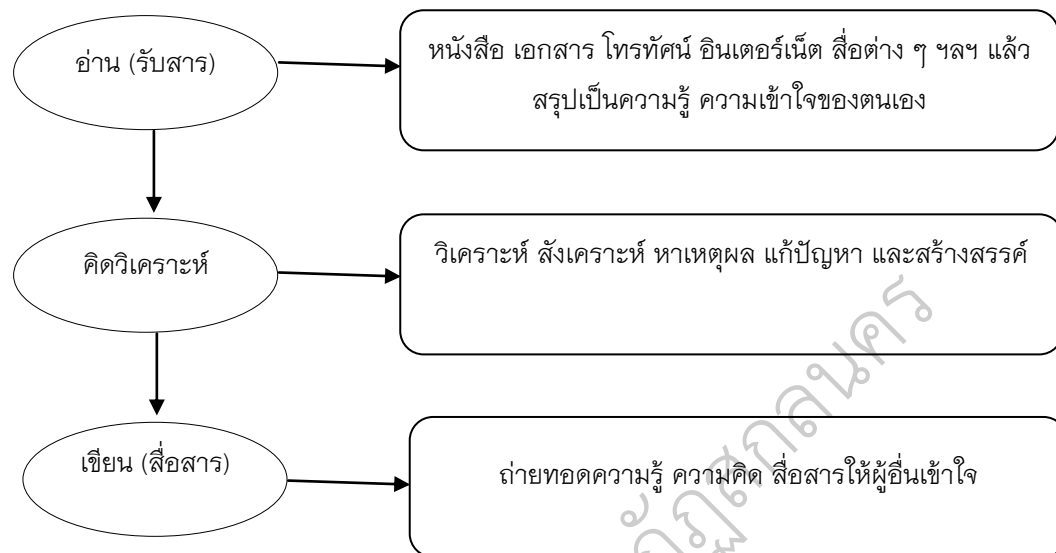 อ่าน (รับสาร)
หนังสือ เอกสาร โทรทัศน์ อินเตอร์เน็ต สื่อต่าง ๆ ฯลฯ แล้ว
สรุปเป็นความรู้ ความเข้าใจของตนเอง
คิดวิเคราะห์
วิเคราะห์ สังเคราะห์ หาเหตุผล แก้ปัญหา และสร้างสรรค์
เขียน (สื่อสาร)
ถ่ายทอดความรู้ ความคิด สื่อสารให้ผู้อื่นเข้าใจ
ภัฏสกลนคร